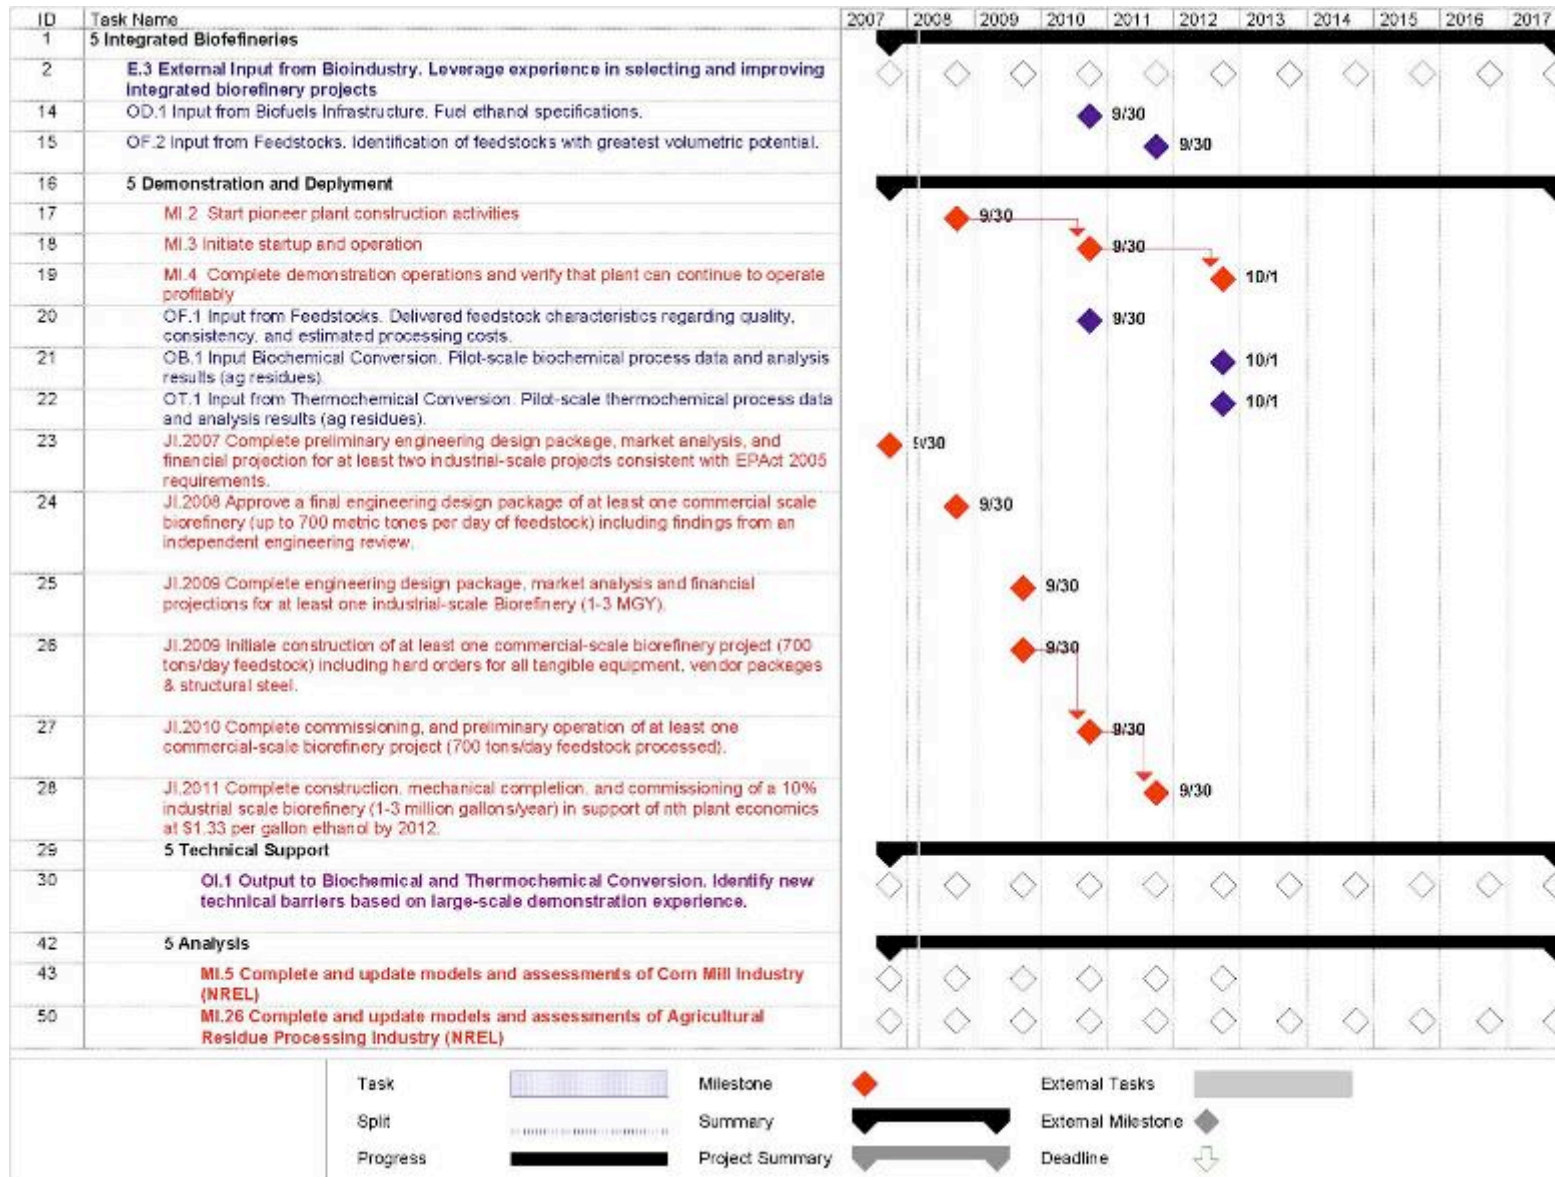 ID Task Name 2007 2008 2009 2010 2011 2012 2013 2014 2015 2016 2017
1 5 Integrated Biofefineries
2 E.3 External Input from Bioindustry. Leverage experience in selecting and improving
integrated biorefinery projects
14 OD.1 Input from Biofuels Infrastructure. Fuel ethanol specifications. 9/30
15 OF.2 Input from Feedstocks. Identification of feedstocks with greatest volumetric potential. 9/30
16 5 Demonstration and Deplyment
17 MI.2 Start pioneer plant construction activities 9/30
18 MI.3 Initiate startup and operation 9/30
19 MI.4 Complete demonstration operations and verify that plant can continue to operate 10/1
profitably
20 OF.1 Input from Feedstocks. Delivered feedstock characteristics regarding quality, 9/30
consistency, and estimated processing costs.
21 OB.1 Input Biochemical Conversion. Pilot-scale biochemical process data and analysis 10/1
results (ag residues).
22 OT.1 Input from Thermochemical Conversion. Pilot-scale thermochemical process data 10/1
and analysis results (ag residues).
23 JI.2007 Complete preliminary engineering design package, market analysis, and 9/30
financial projection for at least two industrial-scale projects consistent with EPAct 2005
requirements.
24 JI.2008 Approve a final engineering design package of at least one commercial scale 9/30
biorefinery (up to 700 metric tones per day of feedstock) including findings from an
independent engineering review.
25 JI.2009 Complete engineering design package, market analysis and financial 9/30
projections for at least one industrial-scale Biorefinery (1-3 MGY).
26 JI.2009 Initiate construction of at least one commercial-scale biorefinery project (700 9/30
tons/day feedstock) including hard orders for all tangible equipment, vendor packages
& structural steel.
27 JI.2010 Complete commissioning, and preliminary operation of at least one 9/30
commercial-scale biorefinery project (700 tons/day feedstock processed).
28 JI.2011 Complete construction, mechanical completion, and commissioning of a 10% 9/30
industrial scale biorefinery (1-3 million gallons/year) in support of nth plant economics
at $1.33 per gallon ethanol by 2012.
29 5 Technical Support
30 OI.1 Output to Biochemical and Thermochemical Conversion. Identify new
technical barriers based on large-scale demonstration experience.
42 5 Analysis
43 MI.5 Complete and update models and assessments of Corn Mill Industry
(NREL)
50 MI.26 Complete and update models and assessments of Agricultural
Residue Processing Industry (NREL)
Task Milestone External Tasks
Split Summary External Milestone
Progress Project Summary Deadline